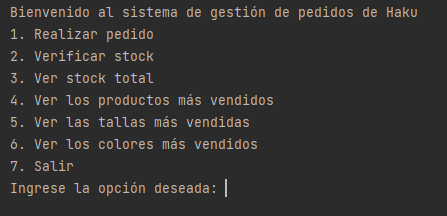 Bienvenido al sistema de gestión de pedidos de Haku
1. Realizar pedido
2. Verificar stock
3. Ver stock total
4. Ver los productos más vendidos
5. Ver las tallas más vendidas
6. Ver los colores más vendidos
7. Salir
Ingrese la opción deseada: